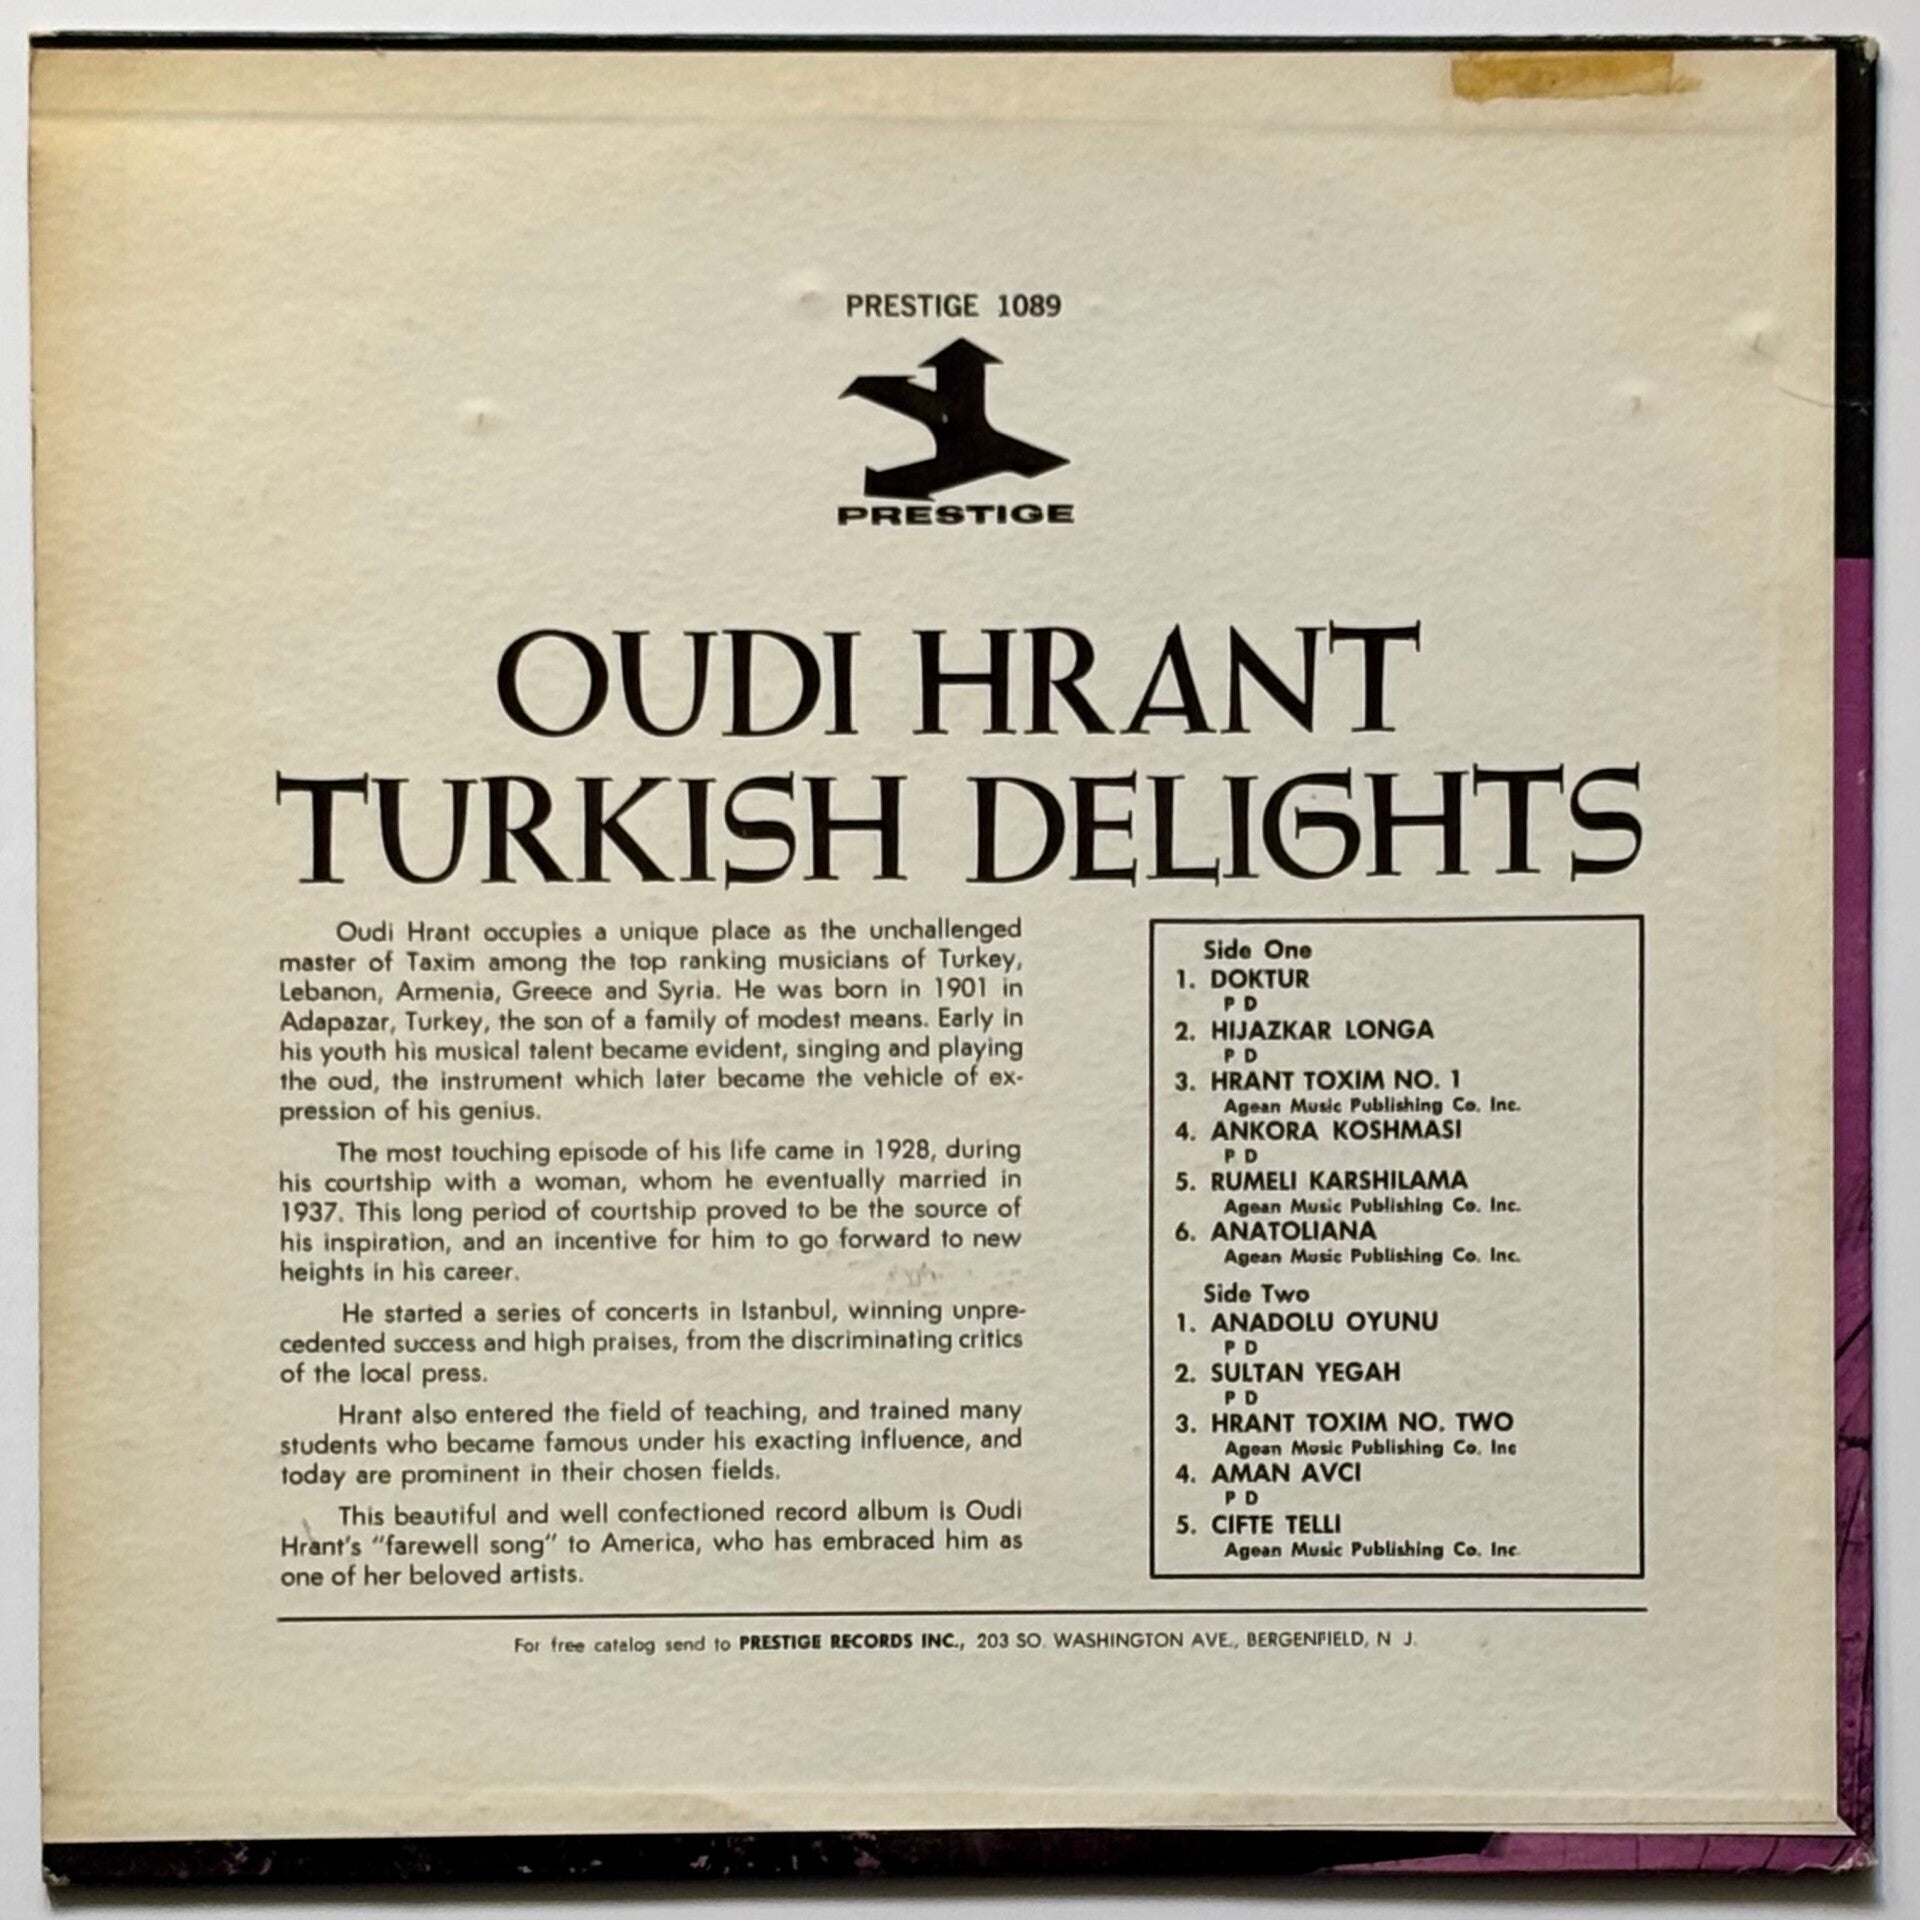 PRESTIGE 1089
PRESTIGE
OUDI HRANT
TURKISH DELIGHTS
Oudi Hrant occupies a unique place as the unchallenged
master of Taxim among the top ranking musicians of Turkey,
Lebanon, Armenia, Greece and Syria. He was born in 1901 in
Adapazar, Turkey, the son of a family of modest means. Early in
his youth his musical talent became evident, singing and playing
the oud, the instrument which later became the vehicle of ex-
pression of his genius.
The most touching episode of his life came in 1928, during
his courtship with a woman, whom he eventually married in
1937. This long period of courtship proved to be the source of
his inspiration, and an incentive for him to go forward to new
heights in his career.
He started a series of concerts in Istanbul, winning unpre-
cedented success and high praises, from the discriminating critics
of the local press.
Hrant also entered the field of teaching, and trained many
students who became famous under his exacting influence, and
today are prominent in their chosen fields.
This beautiful and well confectioned record album is Oudi
Hrant's "farewell song" to America, who has embraced him as
one of her beloved artists.
Side One
1. DOKTUR
P D
2. HIJAZKAR LONGA
P D
3. HRANT TOXIM NO. 1
Agean Music Publishing Co. Inc.
4. ANKORA KOSHMASI
P D
5. RUMELI KARSHILAMA
Agean Music Publishing Co. Inc.
6. ANATOLIANA
Agean Music Publishing Co. Inc.
Side Two
1. ANADOLU OYUNU
P D
2. SULTAN YEGAH
P D
3. HRANT TOXIM NO. TWO
Agean Music Publishing Co. Inc
4. AMAN AVCI
P D
5. CIFTE TELLI
Agean Music Publishing Co. Inc.
For free catalog send to PRESTIGE RECORDS INC., 203 SO. WASHINGTON AVE., BERGENFIELD, N J.